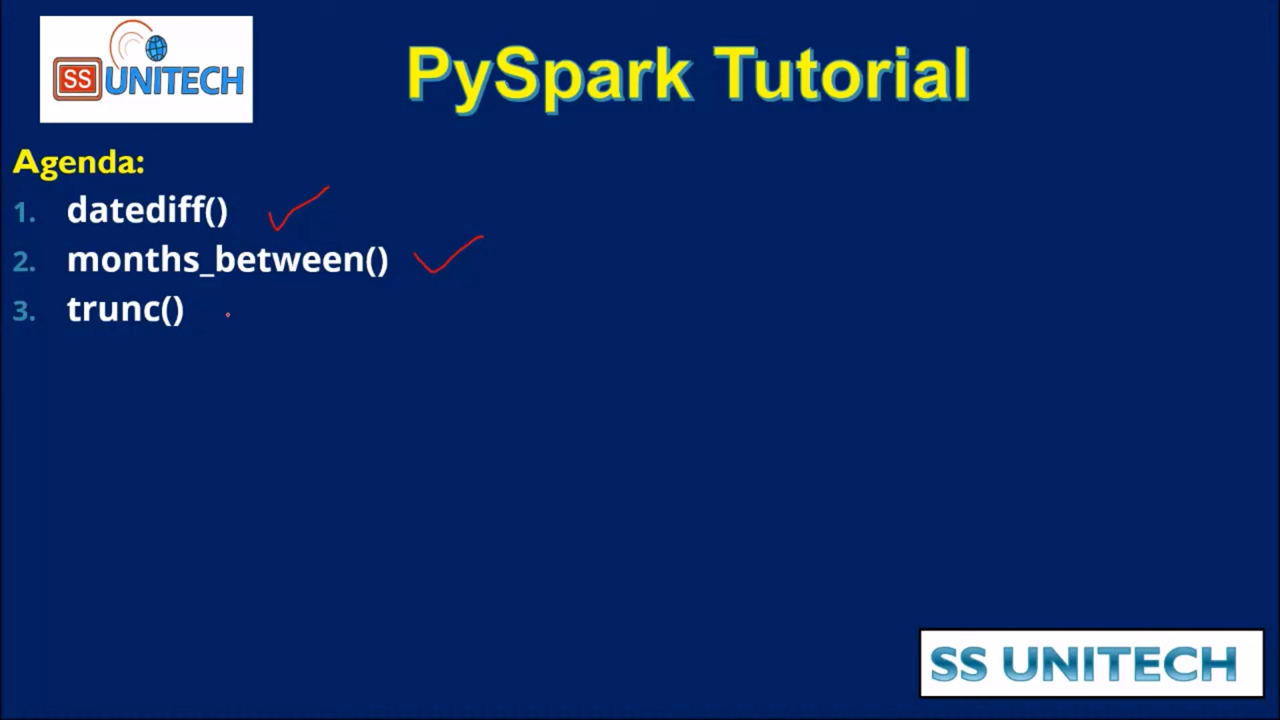 SS UNITECH
PySpark Tutorial
Agenda:
1. datediff()
2. months_between()
3. trunc()
SS UNITECH